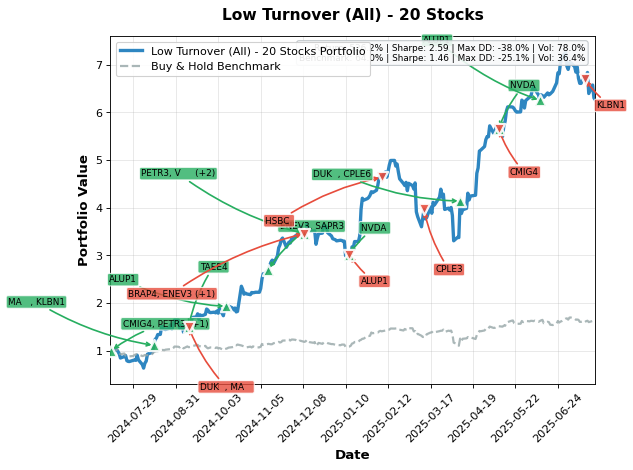 Low Turnover (All) - 20 Stocks
ALUP1
Low Turnover (All) - 20 Stocks Portfolio
Buy & Hold Benchmark
2% | Sharpe: 2.59 | Max DD: -38.0% | Vol: 78.0%
0% | Sharpe: 1.46 | Max DD: -25.1% | Vol: 36.4%
NVDA
KLBN1
PETR3, V (+2)
DUK , CPLE6
CMIG4
HSBC
EV3, SAPR3
NVDA
TAEE4
CPLE3
ALUP1
ALUP1
BRAP4, ENEV3 (+1)
MA , KLBN1
CMIG4, PETR3 (+1)
DUK , MA
Portfolio Value
7
6
5
4
3
2
1
2024-07-29
2024-08-31
2024-10-03
2024-11-05
2024-12-08
2025-01-10
2025-02-12
2025-03-17
2025-04-19
2025-05-22
2025-06-24
Date